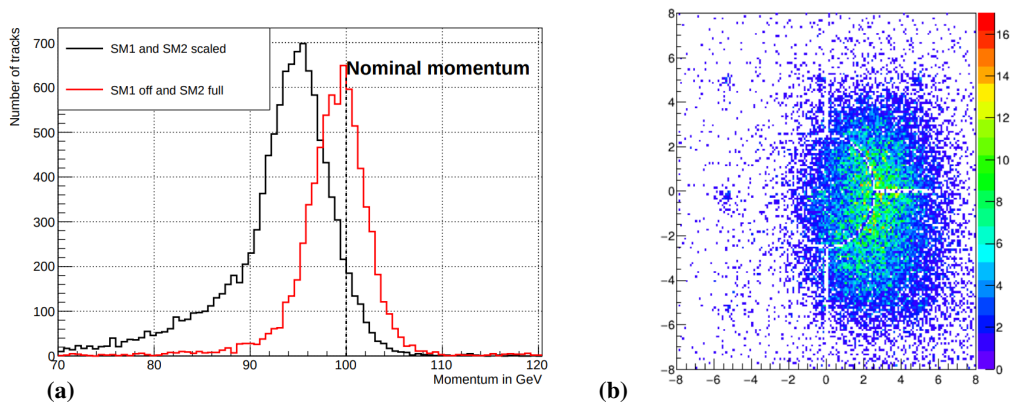 Number of tracks
700
600
500
400
300
200
100
0
SM1 and SM2 scaled
SM1 off and SM2 full
Nominal momentum
70 80 90 100 110 120
Momentum in GeV
(a)
8
6
4
2
0
−2
−4
−6
−8
−8 −6 −4 −2 0 2 4 6 8
16
14
12
10
8
6
4
2
0
(b)